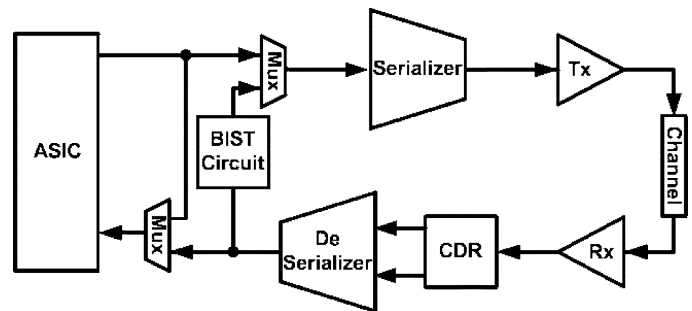 ASIC
Mux
Serializer
Tx
Channel
BIST
Circuit
Mux
De
Serializer
CDR
Rx